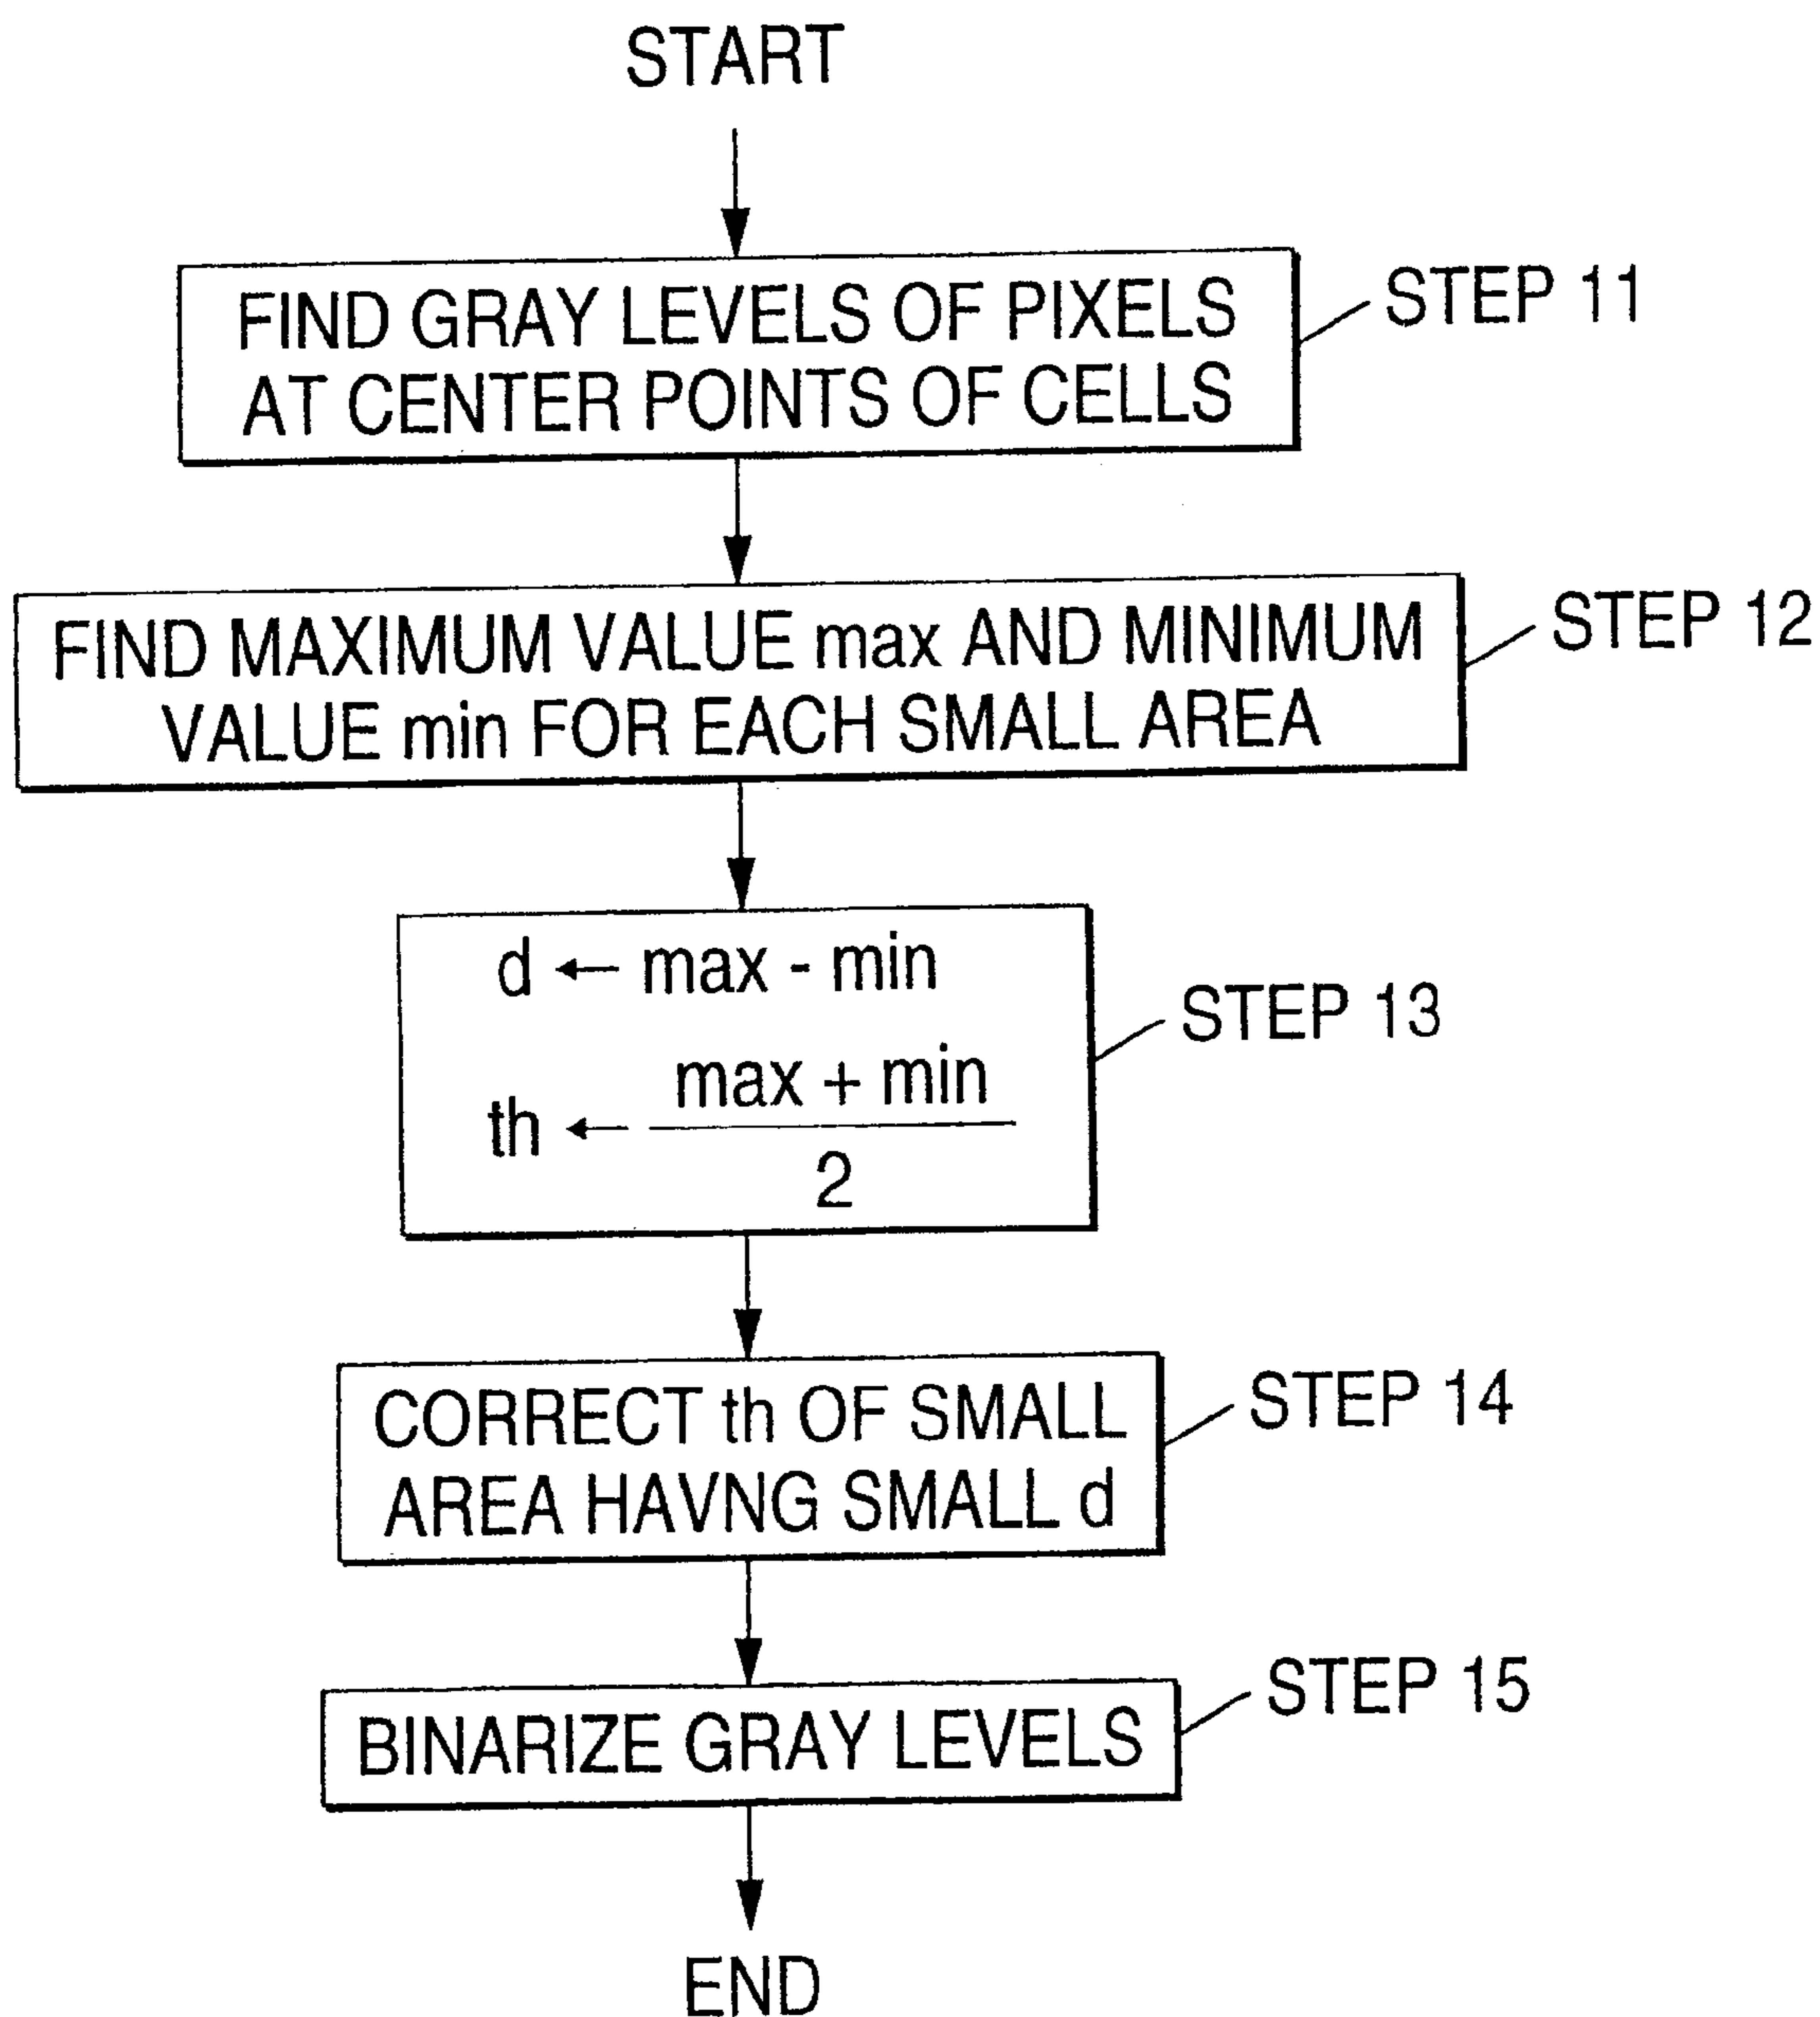 START
FIND GRAY LEVELS OF PIXELS
AT CENTER POINTS OF CELLS
STEP 11
FIND MAXIMUM VALUE max AND MINIMUM
VALUE min FOR EACH SMALL AREA
STEP 12
d ← max - min
th ← max + min
2
STEP 13
CORRECT th OF SMALL
AREA HAVNG SMALL d
STEP 14
BINARIZE GRAY LEVELS
STEP 15
END